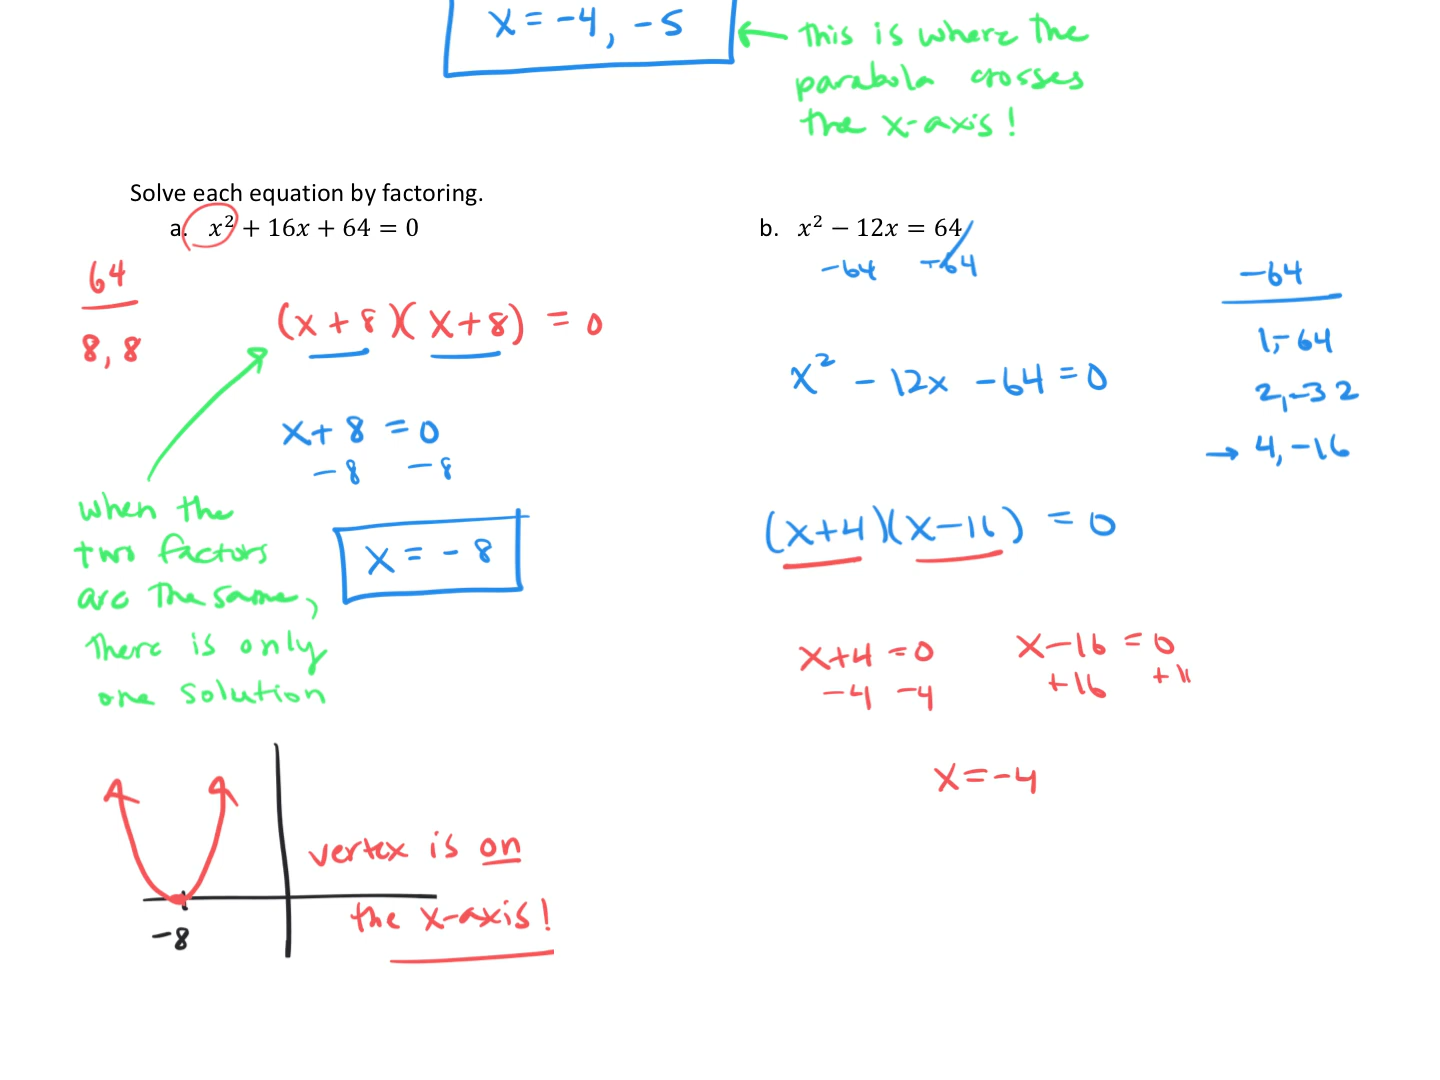 x = -4, -5
← this is where the
parabola crosses
the x-axis!
Solve each equation by factoring.
a. x² + 16x + 64 = 0
64
8, 8
(x + 8)(x + 8) = 0
x + 8 = 0
-8 -8
x = -8
when the
two factors
are the same,
there is only
one solution
-8
vertex is on
the x-axis!
b. x² − 12x = 64
-64 -64
x² - 12x - 64 = 0
-64
1, -64
2, -32
→ 4, -16
(x+4)(x-16) = 0
x+4 = 0
-4 -4
x-16 = 0
+16
x = -4